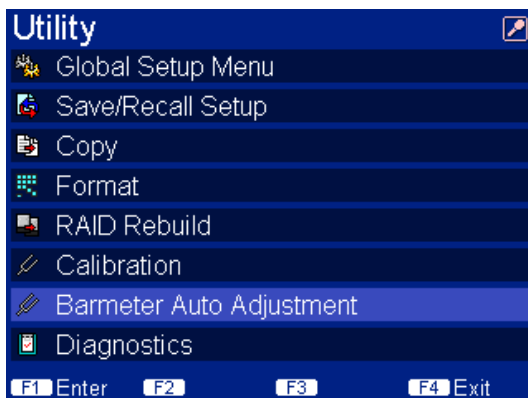 Utility
Global Setup Menu
Save/Recall Setup
Copy
Format
RAID Rebuild
Calibration
Barmeter Auto Adjustment
Diagnostics
F1 Enter F2 F3 F4 Exit